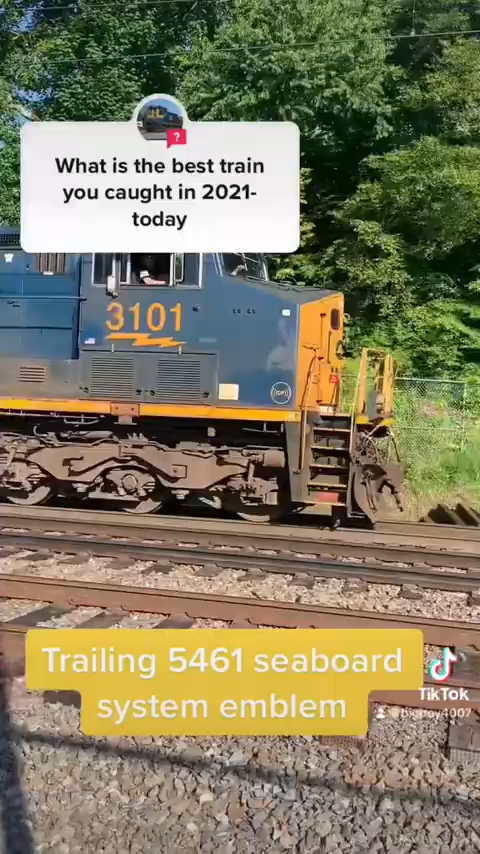 What is the best train
you caught in 2021-
today
3101
Trailing 5461 seaboard
system emblem
TikTok